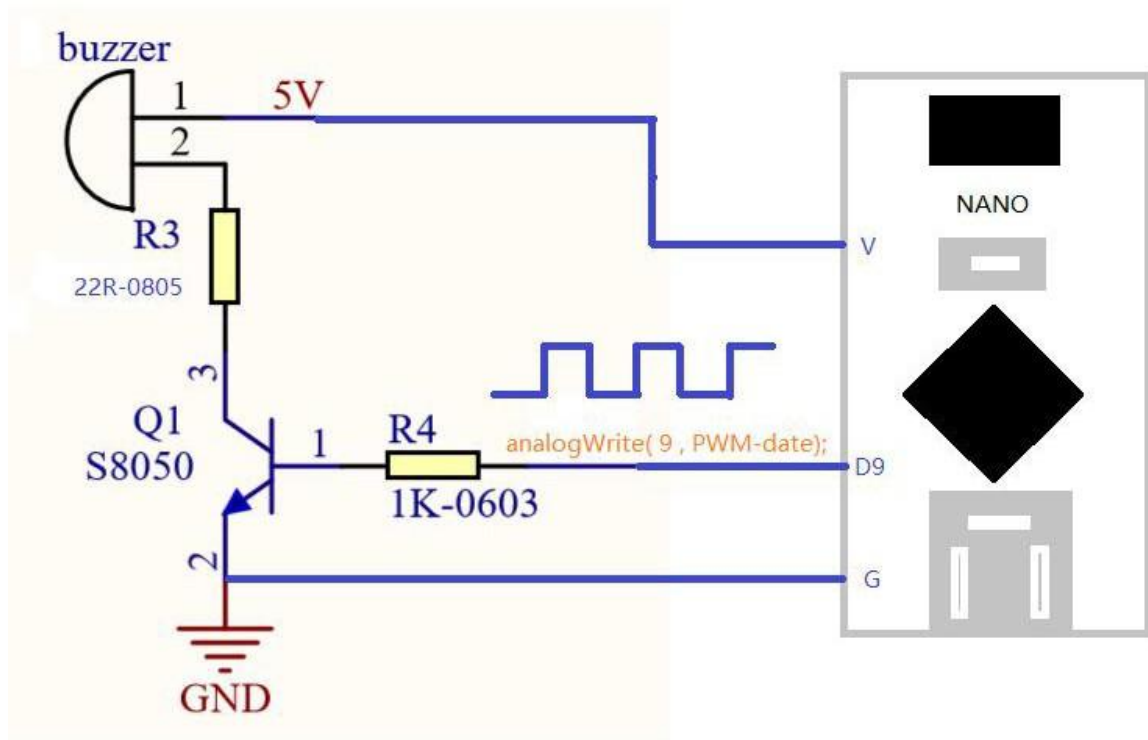 buzzer
1
5V
2
R3
22R-0805
NANO
V
3
Q1
S8050
1
R4
1K-0603
analogWrite( 9 , PWM-date);
D9
2
G
GND